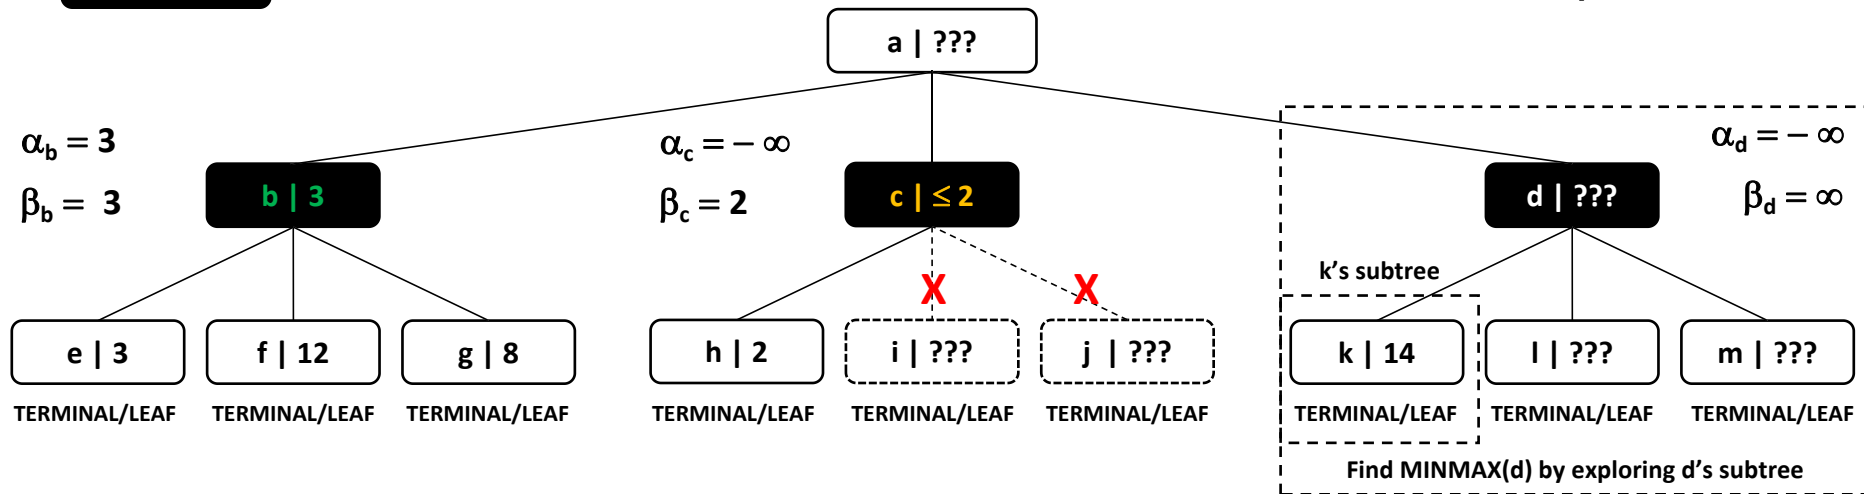 a | ???
αb = 3
βb = 3
αc = − ∞
βc = 2
αd = − ∞
βd = ∞
b | 3
c | ≤ 2
d | ???
k's subtree
X
X
e | 3
f | 12
g | 8
h | 2
i | ???
j | ???
k | 14
l | ???
m | ???
TERMINAL/LEAF
TERMINAL/LEAF
TERMINAL/LEAF
TERMINAL/LEAF
TERMINAL/LEAF
TERMINAL/LEAF
TERMINAL/LEAF
TERMINAL/LEAF
TERMINAL/LEAF
Find MINMAX(d) by exploring d's subtree